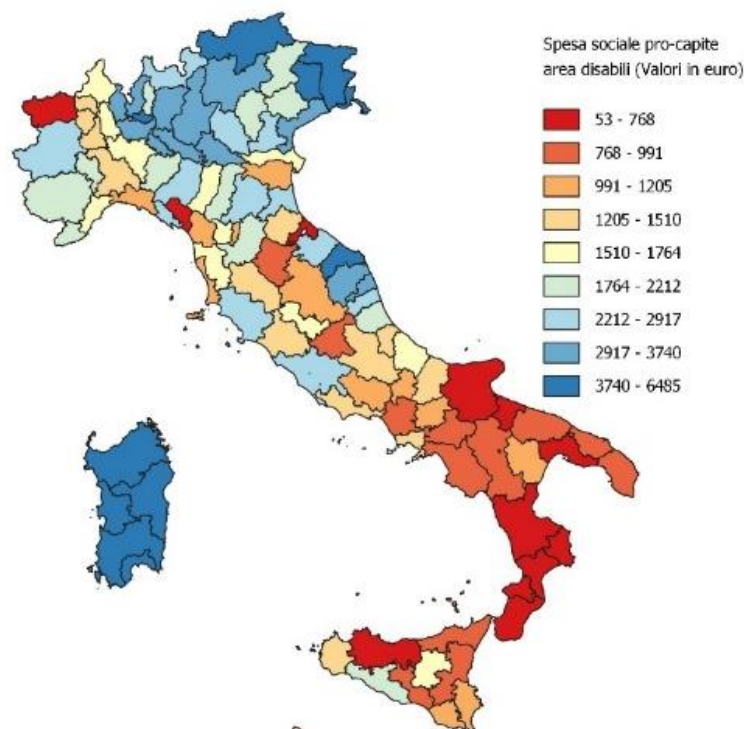 Spesa sociale pro-capite
area disabili (Valori in euro)
53 - 768
768 - 991
991 - 1205
1205 - 1510
1510 - 1764
1764 - 2212
2212 - 2917
2917 - 3740
3740 - 6485